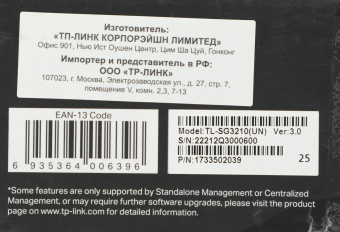 Изготовитель:
«ТП-ЛИНК КОРПОРЭЙШН ЛИМИТЕД»
Офис 901, Нью Ист Оушен Центр, Цим Ша Цуй, Гонконг
Импортер и представитель в РФ:
ООО «ТР-ЛИНК»
107023, г. Москва, Электрозаводская ул., д. 27, стр. 7,
помещение V, комн. 2,3, 7-13
EAN-13 Code
6 935364 006396
Model:TL-SG3210(UN) Ver:3.0
S/N:22212Q3000600
P/N:1733502039 25
*Some features are only supported by Standalone Management or Centralized
Management, or may require further software upgrades, please visit the product
page on www.tp-link.com for detailed information.